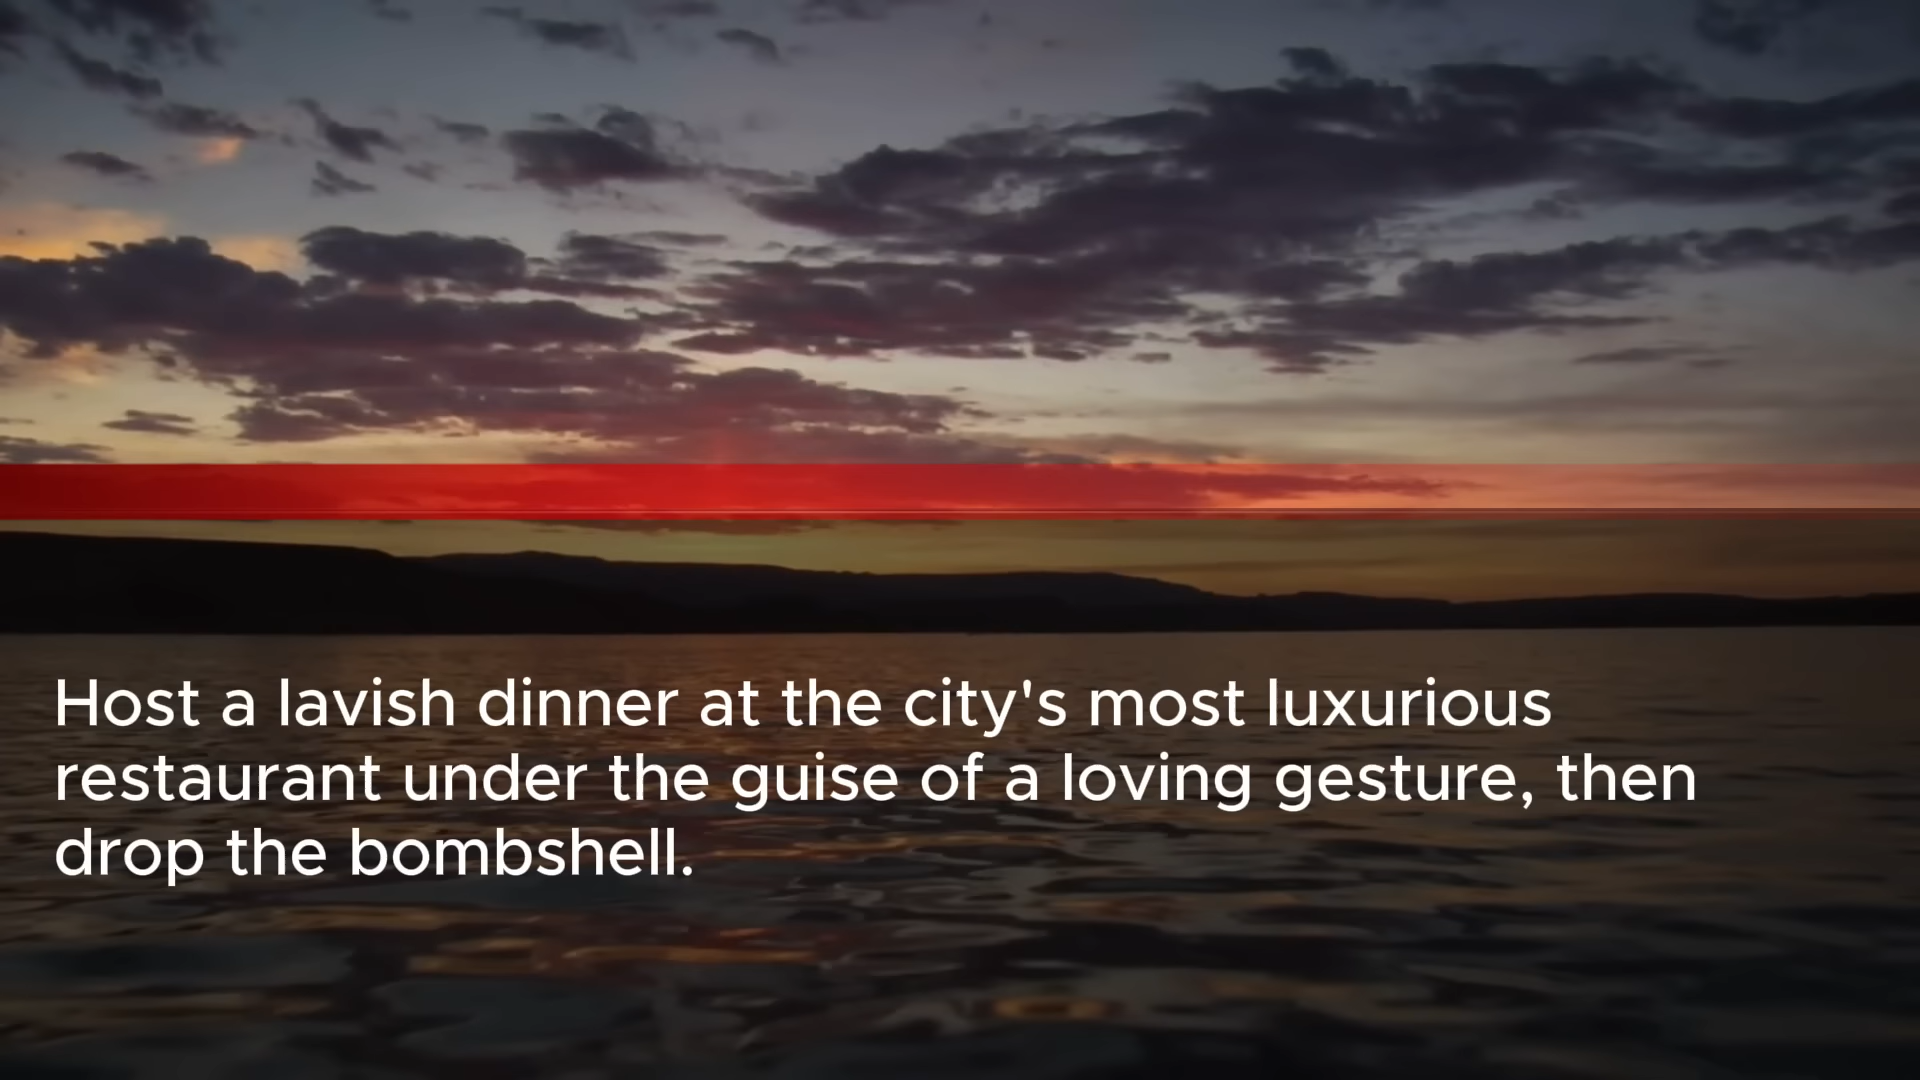 Host a lavish dinner at the city's most luxurious
restaurant under the guise of a loving gesture, then
drop the bombshell.